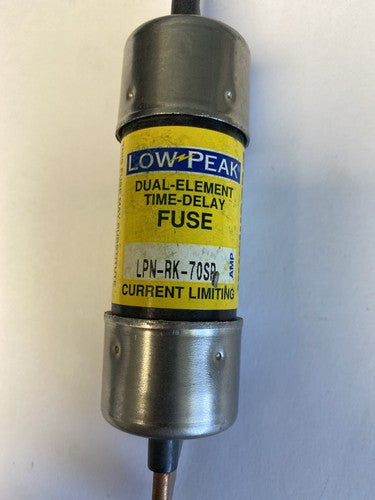 LOW-PEAK
DUAL-ELEMENT
TIME-DELAY
FUSE
LPN-RK-70SP
AMP
CURRENT LIMITING